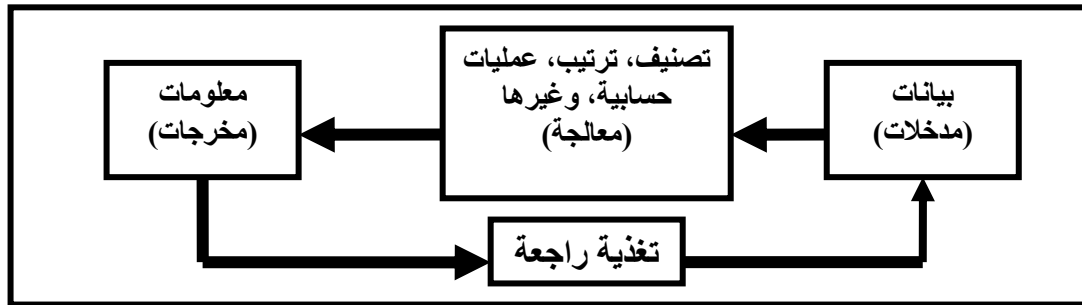 بيانات
(مدخلات)
تصنيف، ترتيب، عمليات
حسابية، وغيرها
(معالجة)
معلومات
(مخرجات)
تغذية راجعة